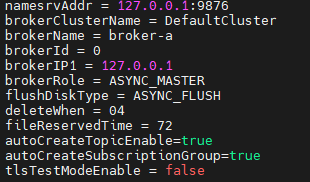 namesrvAddr = 127.0.0.1:9876
brokerClusterName = DefaultCluster
brokerName = broker-a
brokerId = 0
brokerIP1 = 127.0.0.1
brokerRole = ASYNC_MASTER
flushDiskType = ASYNC_FLUSH
deleteWhen = 04
fileReservedTime = 72
autoCreateTopicEnable=true
autoCreateSubscriptionGroup=true
tlsTestModeEnable = false